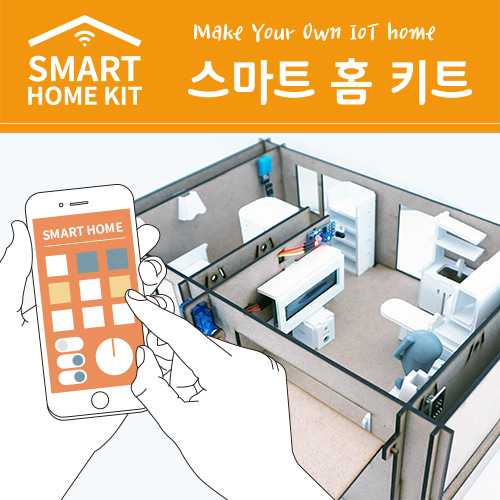 Make Your Own IoT home
SMART
HOME KIT
스마트 홈 키트
SMART HOME